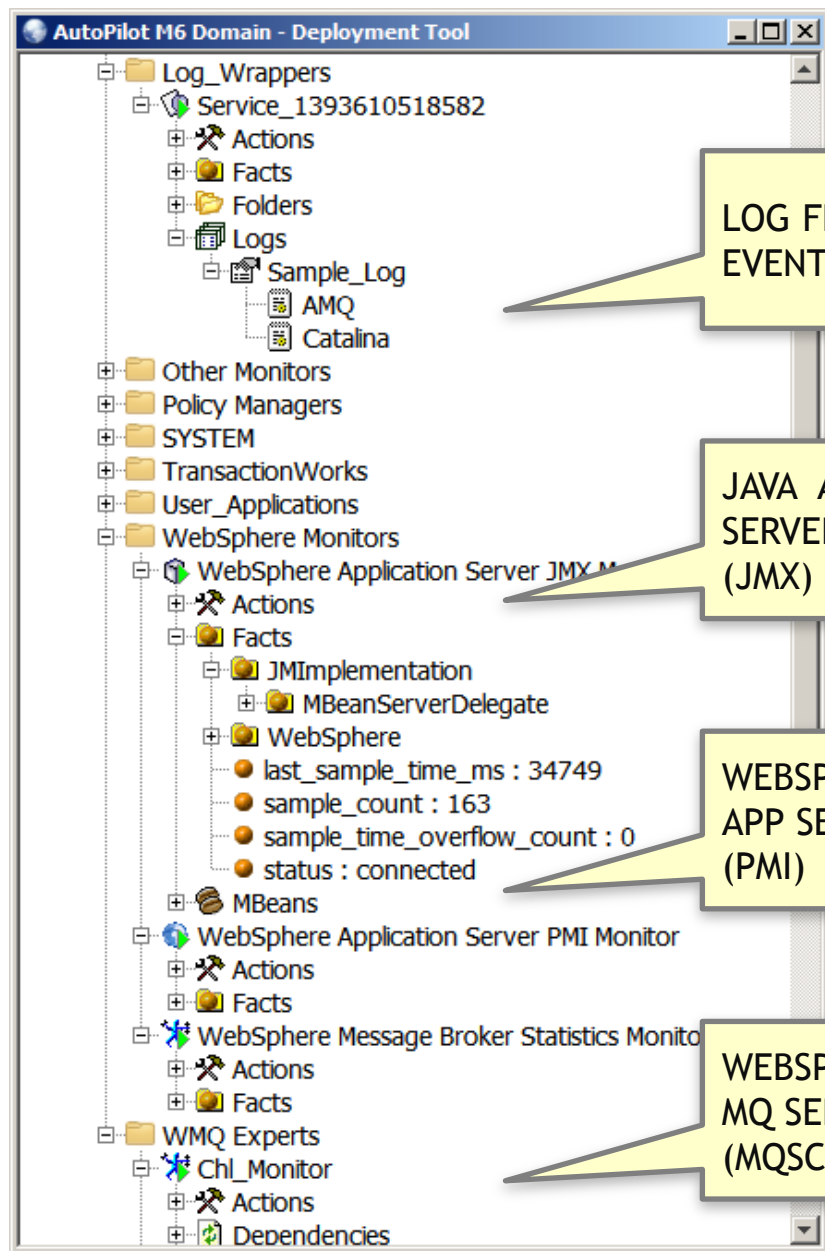 AutoPilot M6 Domain - Deployment Tool
Log_Wrappers
Service_1393610518582
Actions
Facts
Folders
Logs
Sample_Log
AMQ
Catalina
Other Monitors
Policy Managers
SYSTEM
TransactionWorks
User_Applications
WebSphere Monitors
WebSphere Application Server JMX
Actions
Facts
JMImplementation
MBeanServerDelegate
WebSphere
last_sample_time_ms : 34749
sample_count : 163
sample_time_overflow_count : 0
status : connected
MBeans
WebSphere Application Server PMI Monitor
Actions
Facts
WebSphere Message Broker Statistics Monito
Actions
Facts
WMQ Experts
Chl_Monitor
Actions
Dependencies
LOG
EVENT
JAVA
SERVER
(JMX)
WEBSP
APP SE
(PMI)
WEBSP
MQ SE
(MQSC